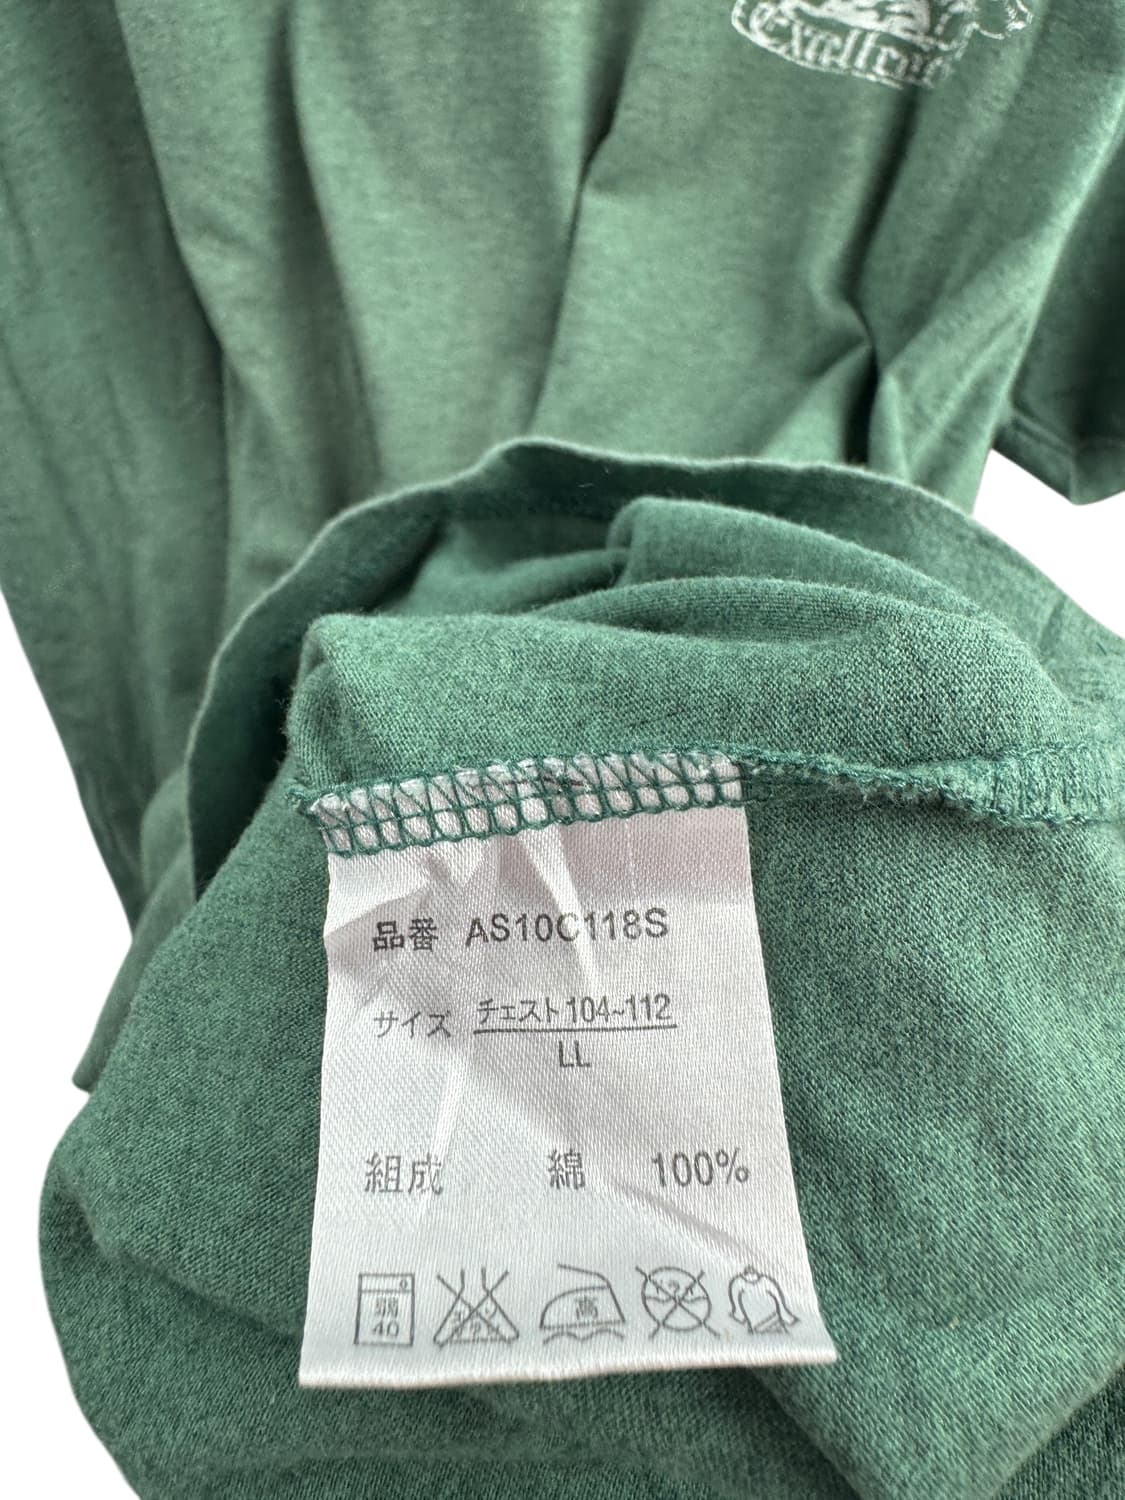 Excellence
品番 AS10C118S
サイズ チェスト104~112
LL
組成 綿 100%
弱
40
高